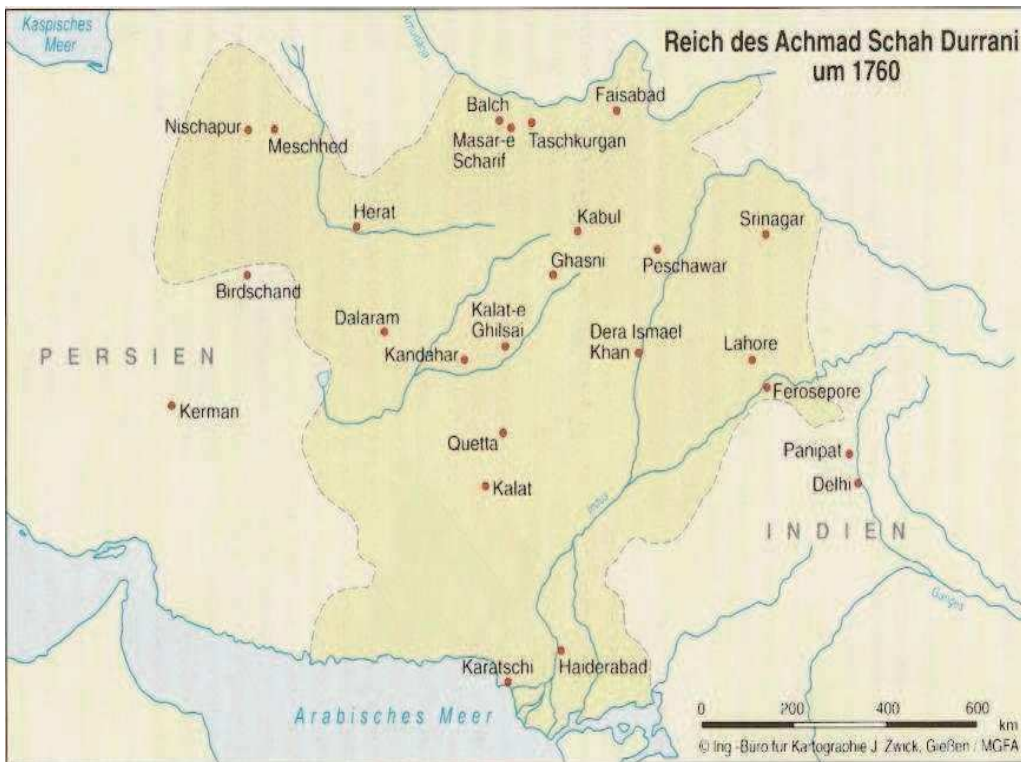 Kaspisches
Meer
Amudarja
Reich des Achmad Schah Durrani
um 1760
Nischapur
Meschhed
Balch
Masar-e
Scharif
Taschkurgan
Faisabad
Herat
Kabul
Srinagar
Ghasni
Peschawar
Birdschand
Dalaram
Kalat-e
Ghilsai
Kandahar
Dera Ismael
Khan
Lahore
PERSIEN
Ferosepore
Kerman
Quetta
Panipat
Kalat
Delhi
Indus
INDIEN
Ganges
Karatschi
Haiderabad
Arabisches Meer
0 200 400 600
km
© Ing.-Büro für Kartographie J. Zwick, Gießen / MGFA